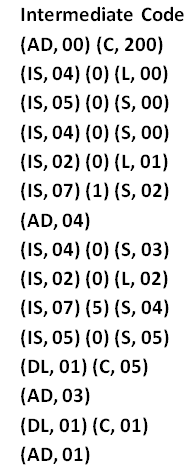 Intermediate Code
(AD, 00) (C, 200)
(IS, 04) (0) (L, 00)
(IS, 05) (0) (S, 00)
(IS, 04) (0) (S, 00)
(IS, 02) (0) (L, 01)
(IS, 07) (1) (S, 02)
(AD, 04)
(IS, 04) (0) (S, 03)
(IS, 02) (0) (L, 02)
(IS, 07) (5) (S, 04)
(IS, 05) (0) (S, 05)
(DL, 01) (C, 05)
(AD, 03)
(DL, 01) (C, 01)
(AD, 01)